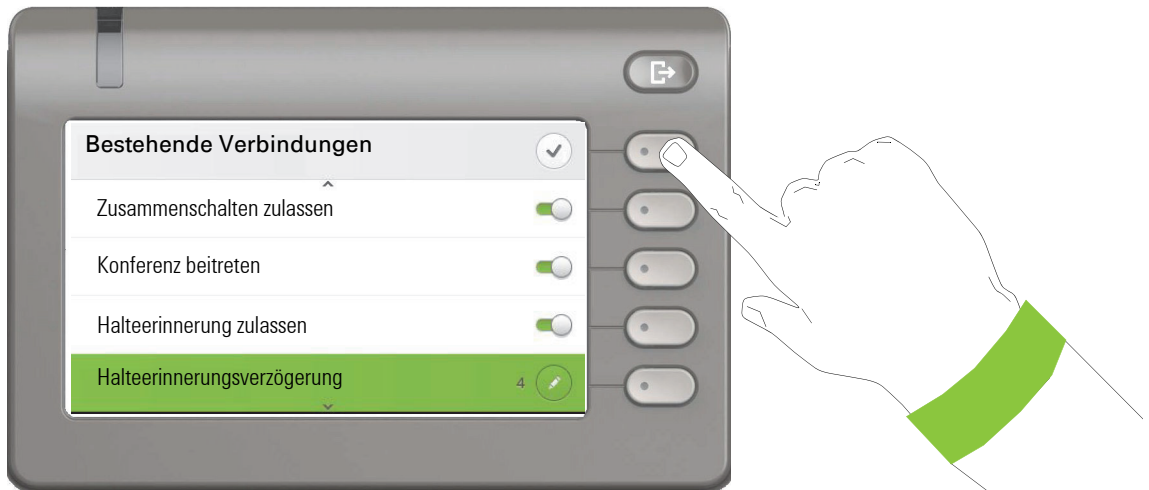 Bestehende Verbindungen
Zusammenschalten zulassen
Konferenz beitreten
Halteerinnerung zulassen
Halteerinnerungsverzögerung 4